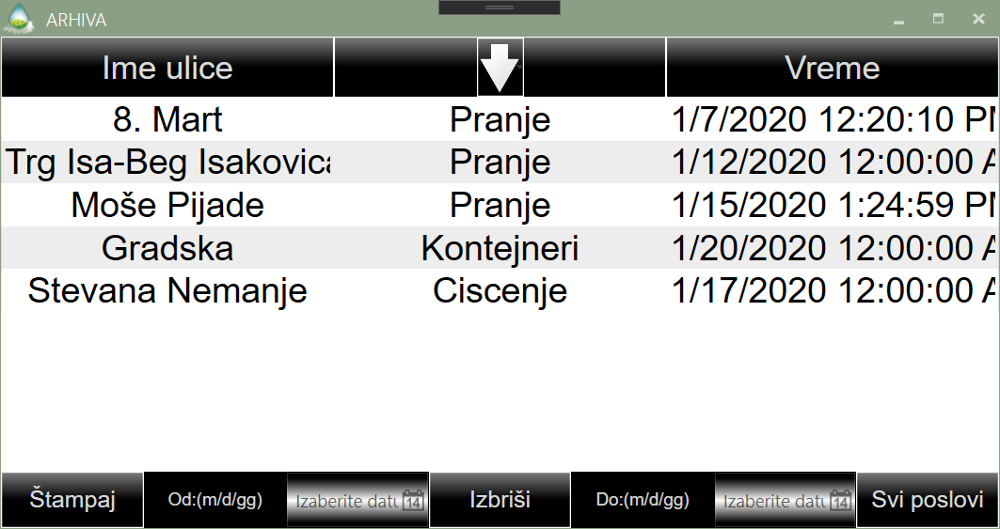 ARHIVA
Ime ulice Vreme
8. Mart Pranje 1/7/2020 12:20:10 PM
Trg Isa-Beg Isakovica Pranje 1/12/2020 12:00:00 A
Moše Pijade Pranje 1/15/2020 1:24:59 PM
Gradska Kontejneri 1/20/2020 12:00:00 A
Stevana Nemanje Ciscenje 1/17/2020 12:00:00 A
Štampaj Od:(m/d/gg) Izaberite datu 14 Izbriši Do:(m/d/gg) Izaberite datu 14 Svi poslovi